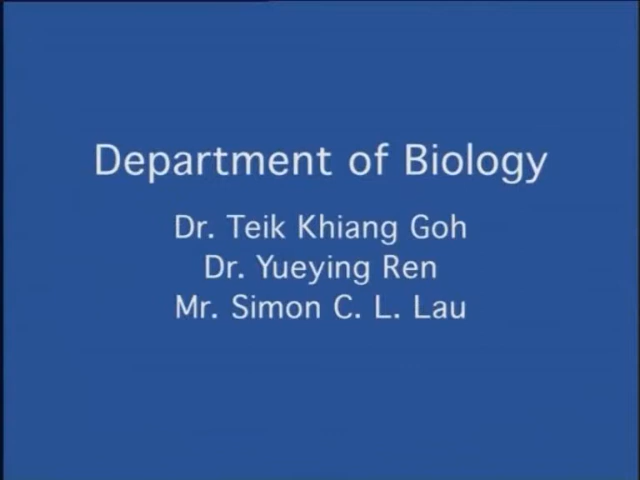 Department of Biology
Dr. Teik Khiang Goh
Dr. Yueying Ren
Mr. Simon C. L. Lau